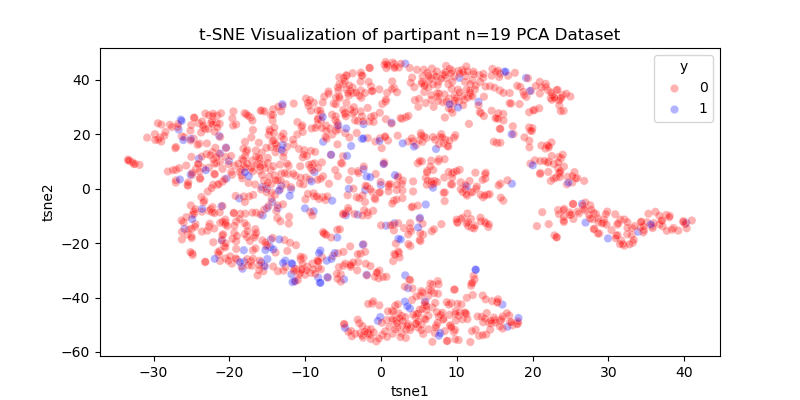 t-SNE Visualization of partipant n=19 PCA Dataset
y
0
1
40
20
0
−20
−40
−60
tsne2
−30 −20 −10 0 10 20 30 40
tsne1